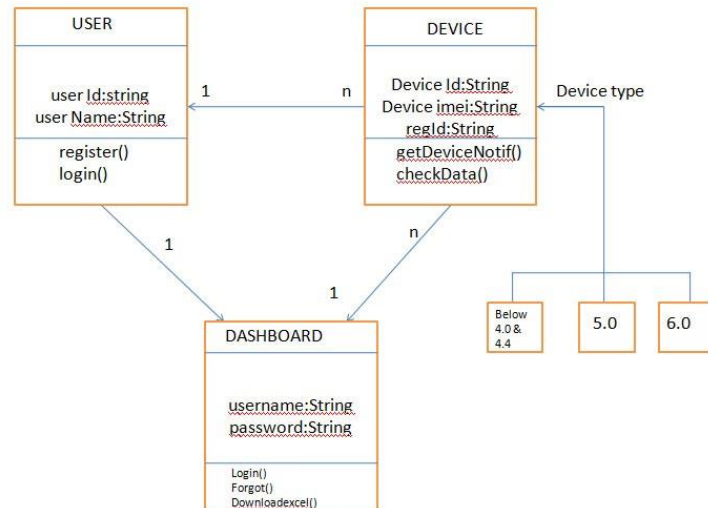 USER
user Id:string
user Name:String
register()
login()
1
n
DEVICE
Device Id:String
Device imei:String
regId:String
getDeviceNotif()
checkData()
Device type
1
n
1
Below
4.0 &
4.4
5.0
6.0
DASHBOARD
username:String
password:String
Login()
Forgot()
Downloadexcel()